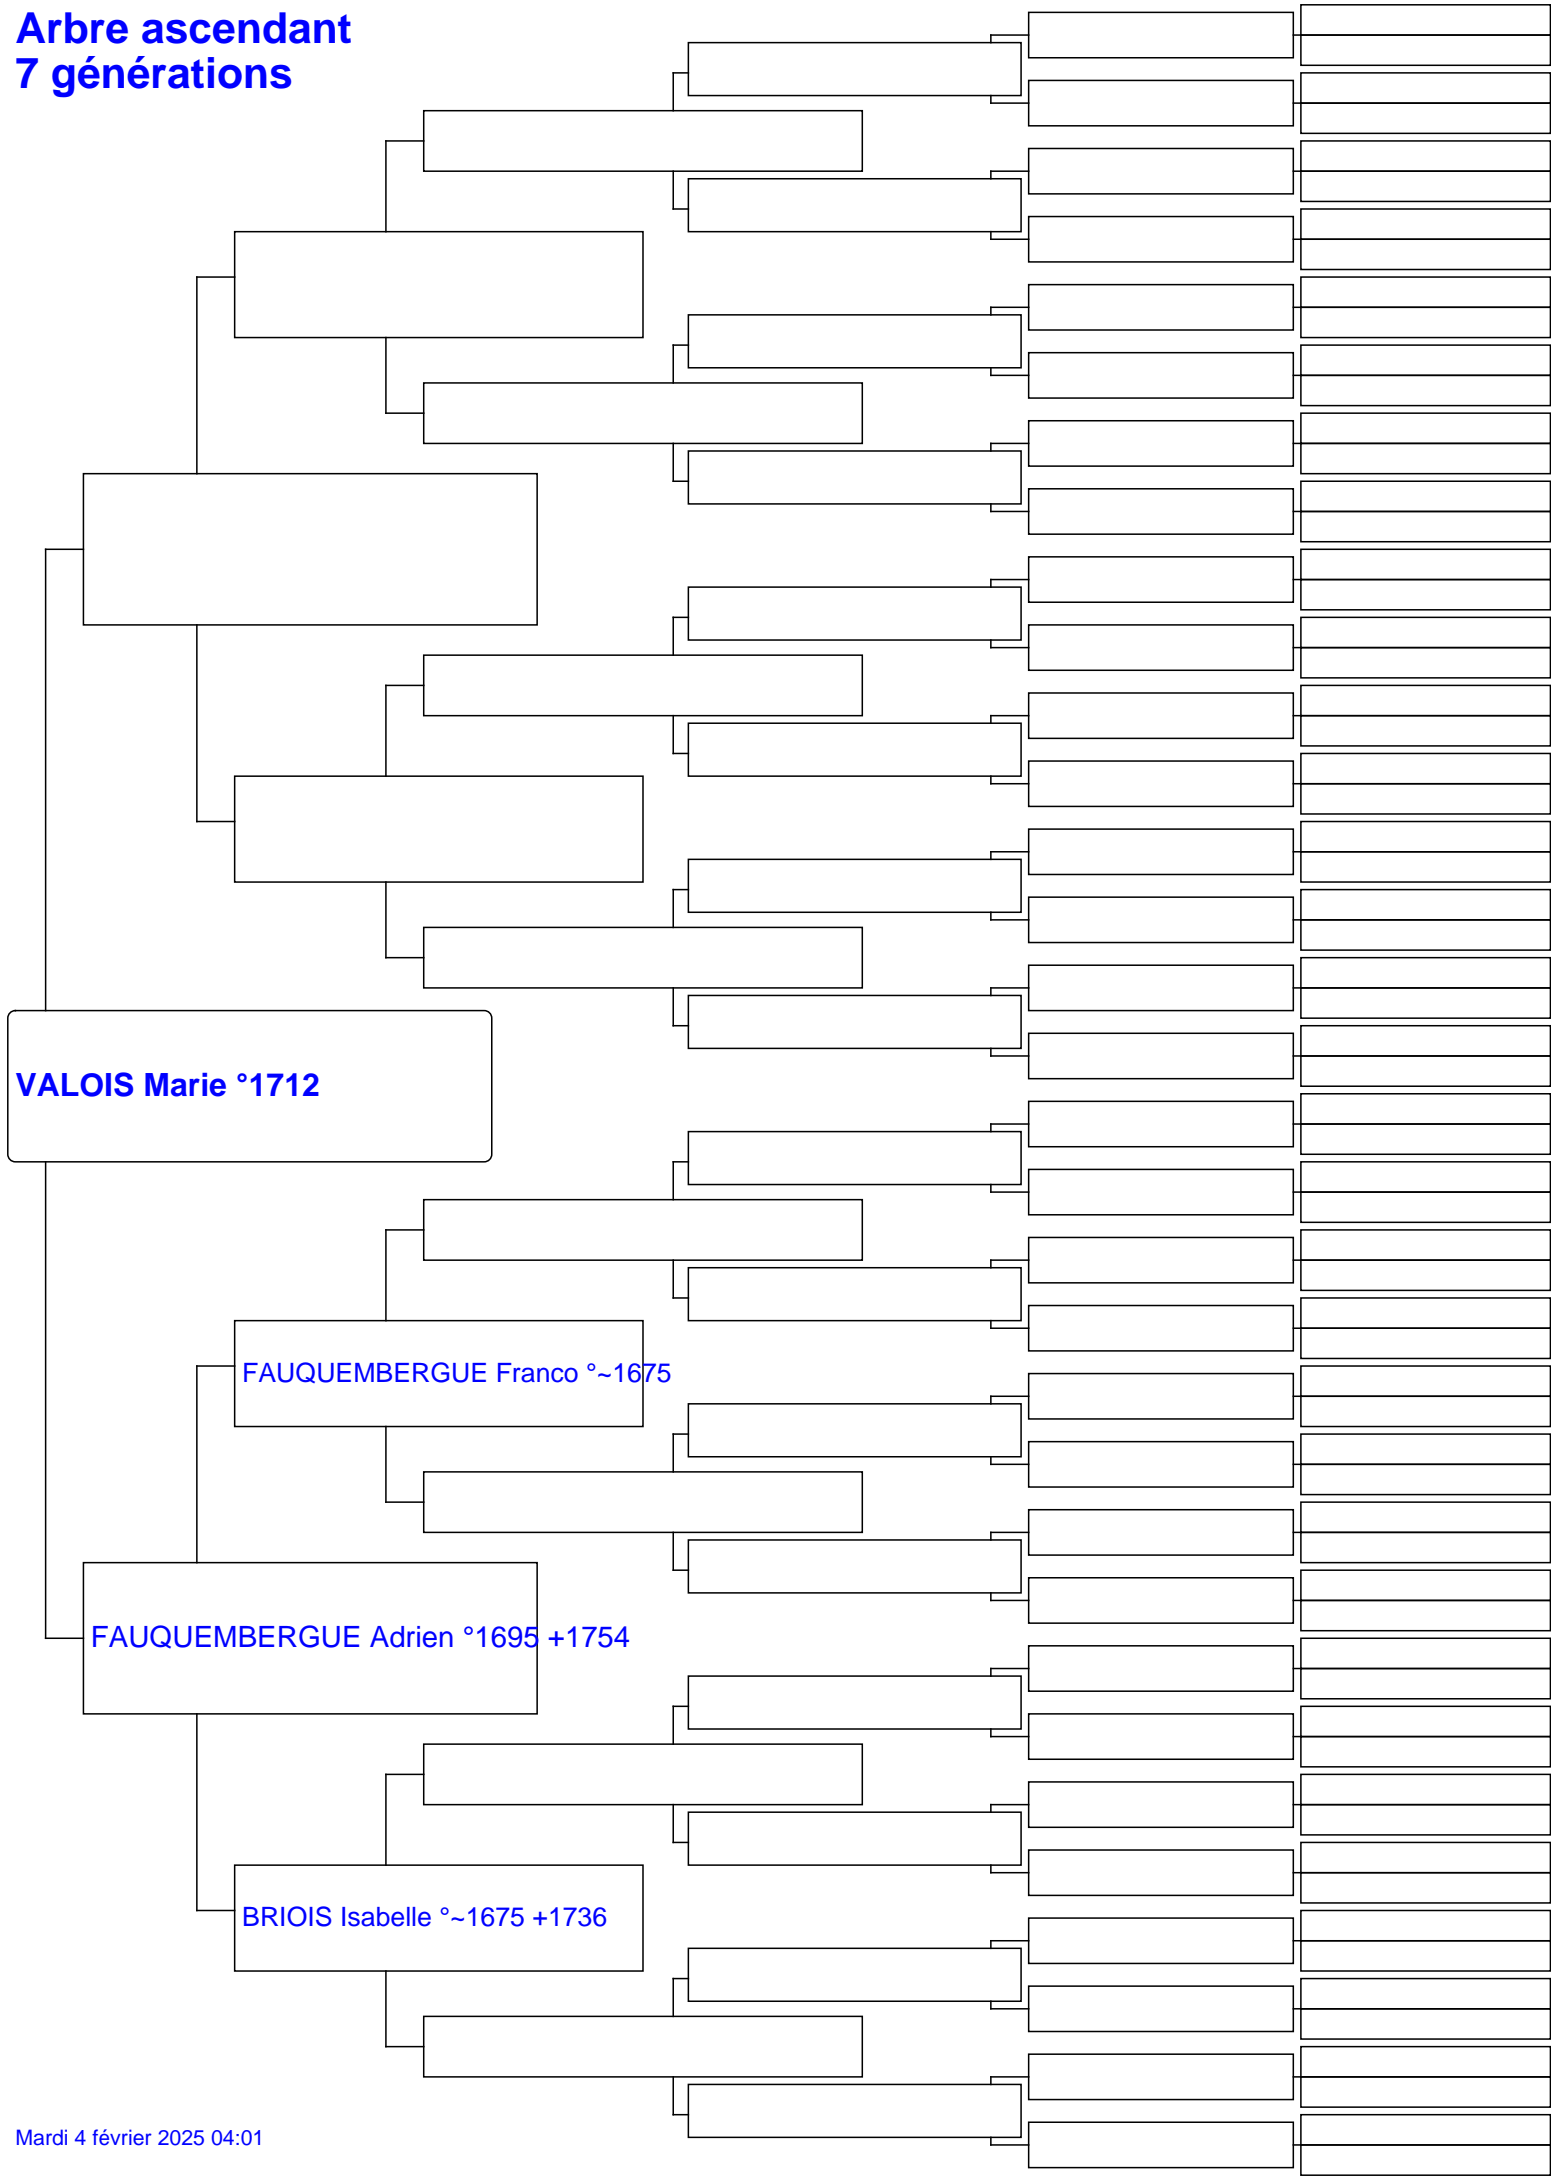 Arbre ascendant
7 générations
VALOIS Marie °1712
FAUQUEMBERGUE Franco °~1675
FAUQUEMBERGUE Adrien °1695 +1754
BRIOIS Isabelle °~1675 +1736
Mardi 4 février 2025 04:01